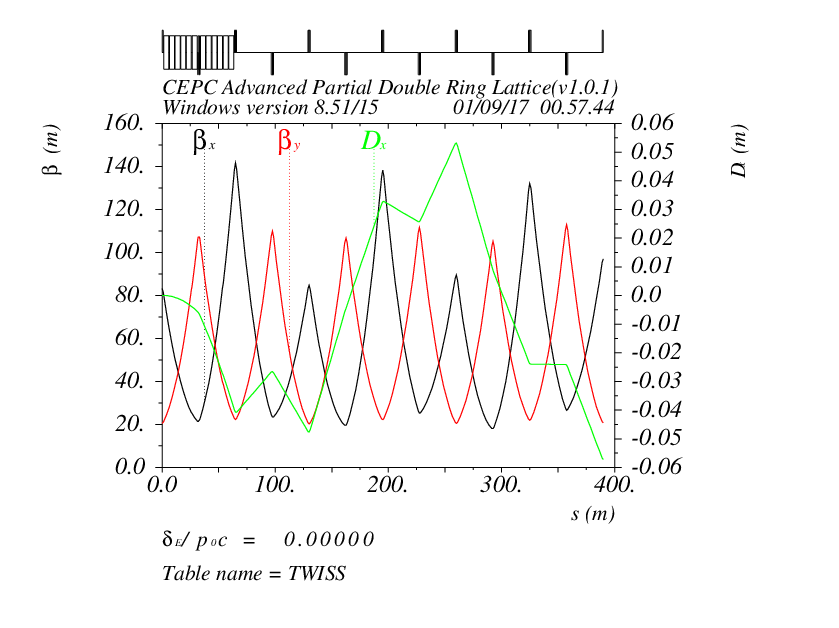 CEPC Advanced Partial Double Ring Lattice(v1.0.1)
Windows version 8.51/15 01/09/17 00.57.44
β (m)
160.
140.
120.
100.
80.
60.
40.
20.
0.0
βx
βy
Dx
0.06
0.05
0.04
0.03
0.02
0.01
0.0
-0.01
-0.02
-0.03
-0.04
-0.05
-0.06
Dx (m)
0.0 100. 200. 300. 400.
s (m)
δE/ p0c = 0.00000
Table name = TWISS